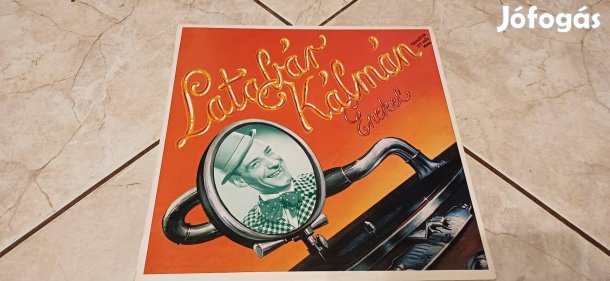 Jófogás
Latabár
Kálmán
Énekel